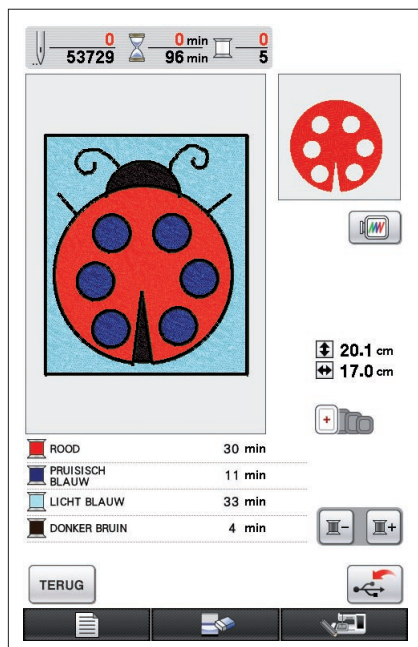 0 0 min 0
53729 96 min 5
20.1 cm
17.0 cm
ROOD 30 min
PRUISISCH
BLAUW 11 min
LICHT BLAUW 33 min
DONKER BRUIN 4 min
TERUG